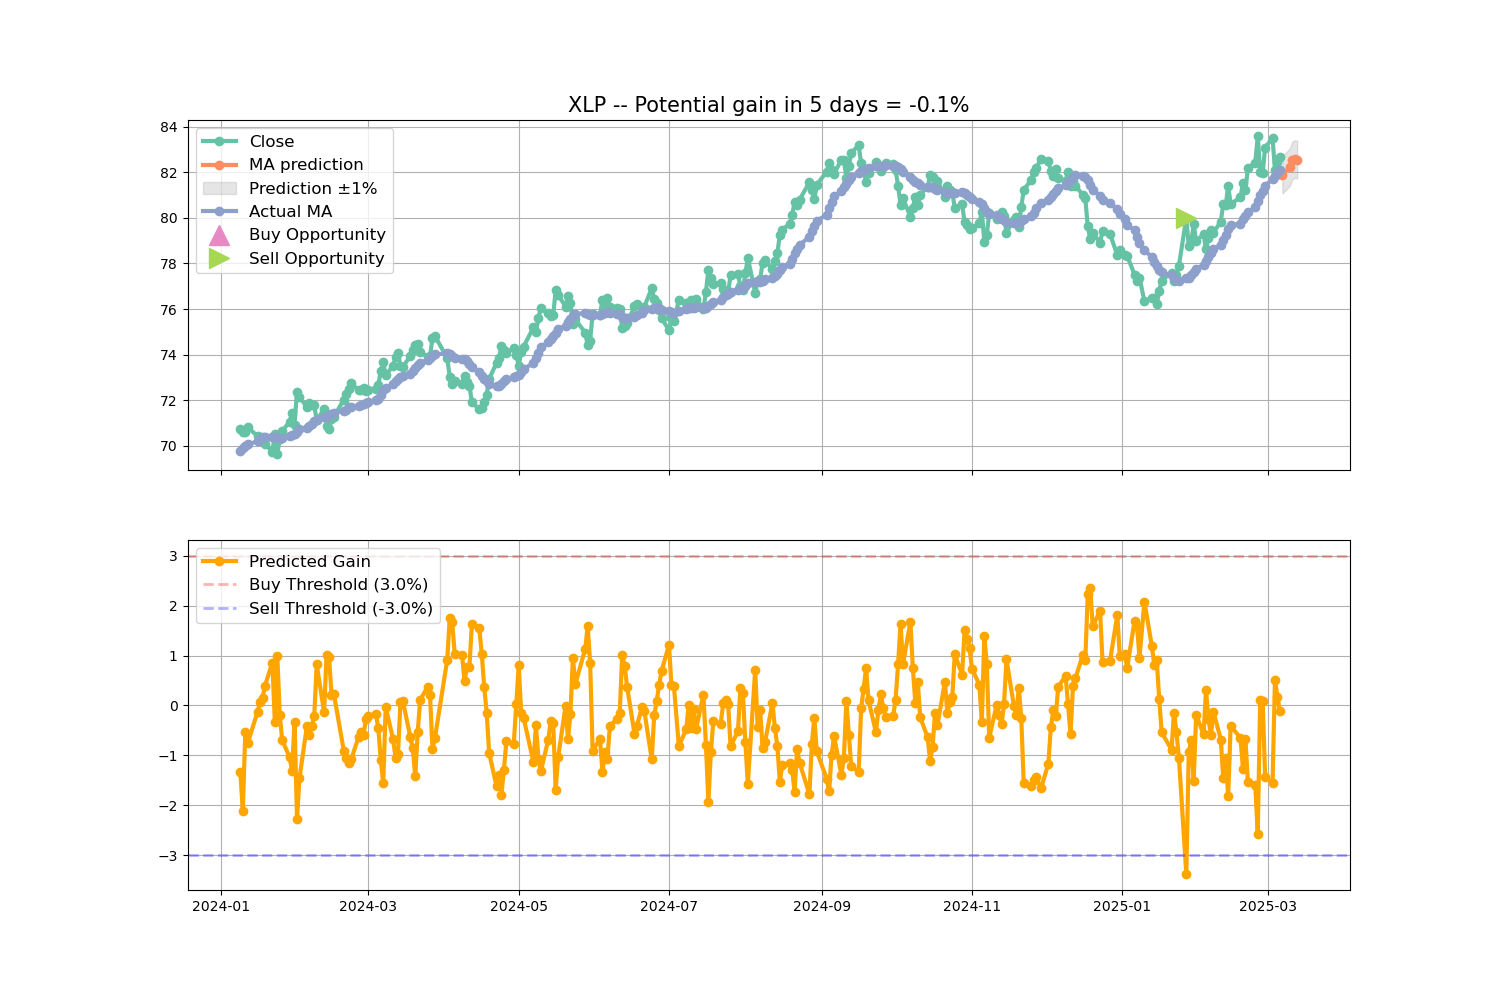 XLP -- Potential gain in 5 days = -0.1%
84
82
80
78
76
74
72
70
Close
MA prediction
Prediction ±1%
Actual MA
Buy Opportunity
Sell Opportunity
3
2
1
0
−1
−2
−3
Predicted Gain
Buy Threshold (3.0%)
Sell Threshold (-3.0%)
2024-01 2024-03 2024-05 2024-07 2024-09 2024-11 2025-01 2025-03